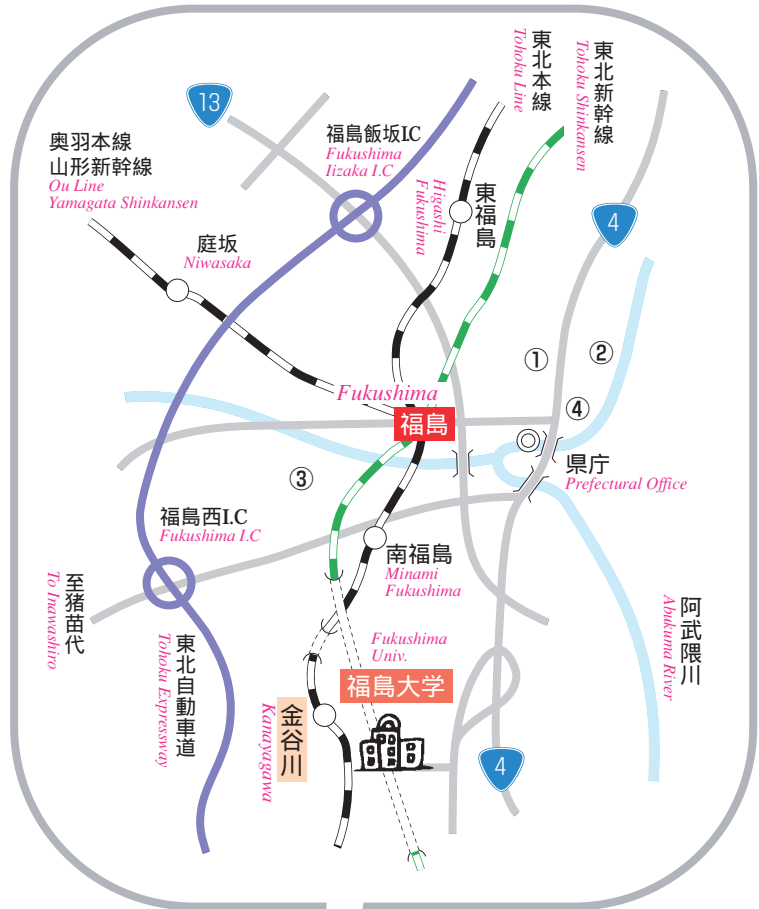 東北本線
Tohoku Line
東北新幹線
Tohoku Shinkansen
13
福島飯坂IC
Fukushima
Iizaka I.C
奥羽本線
山形新幹線
Ou Line
Yamagata Shinkansen
東福島
Higashi
Fukushima
4
庭坂
Niwasaka
①
②
Fukushima
福島
④
◎
県庁
Prefectural Office
③
福島西I.C
Fukushima I.C
南福島
Minami
Fukushima
至猪苗代
To Inawashiro
阿武隈川
Abukuma River
東北自動車道
Tohoku Expressway
Fukushima
Univ.
福島大学
金谷川
Kanayagawa
4